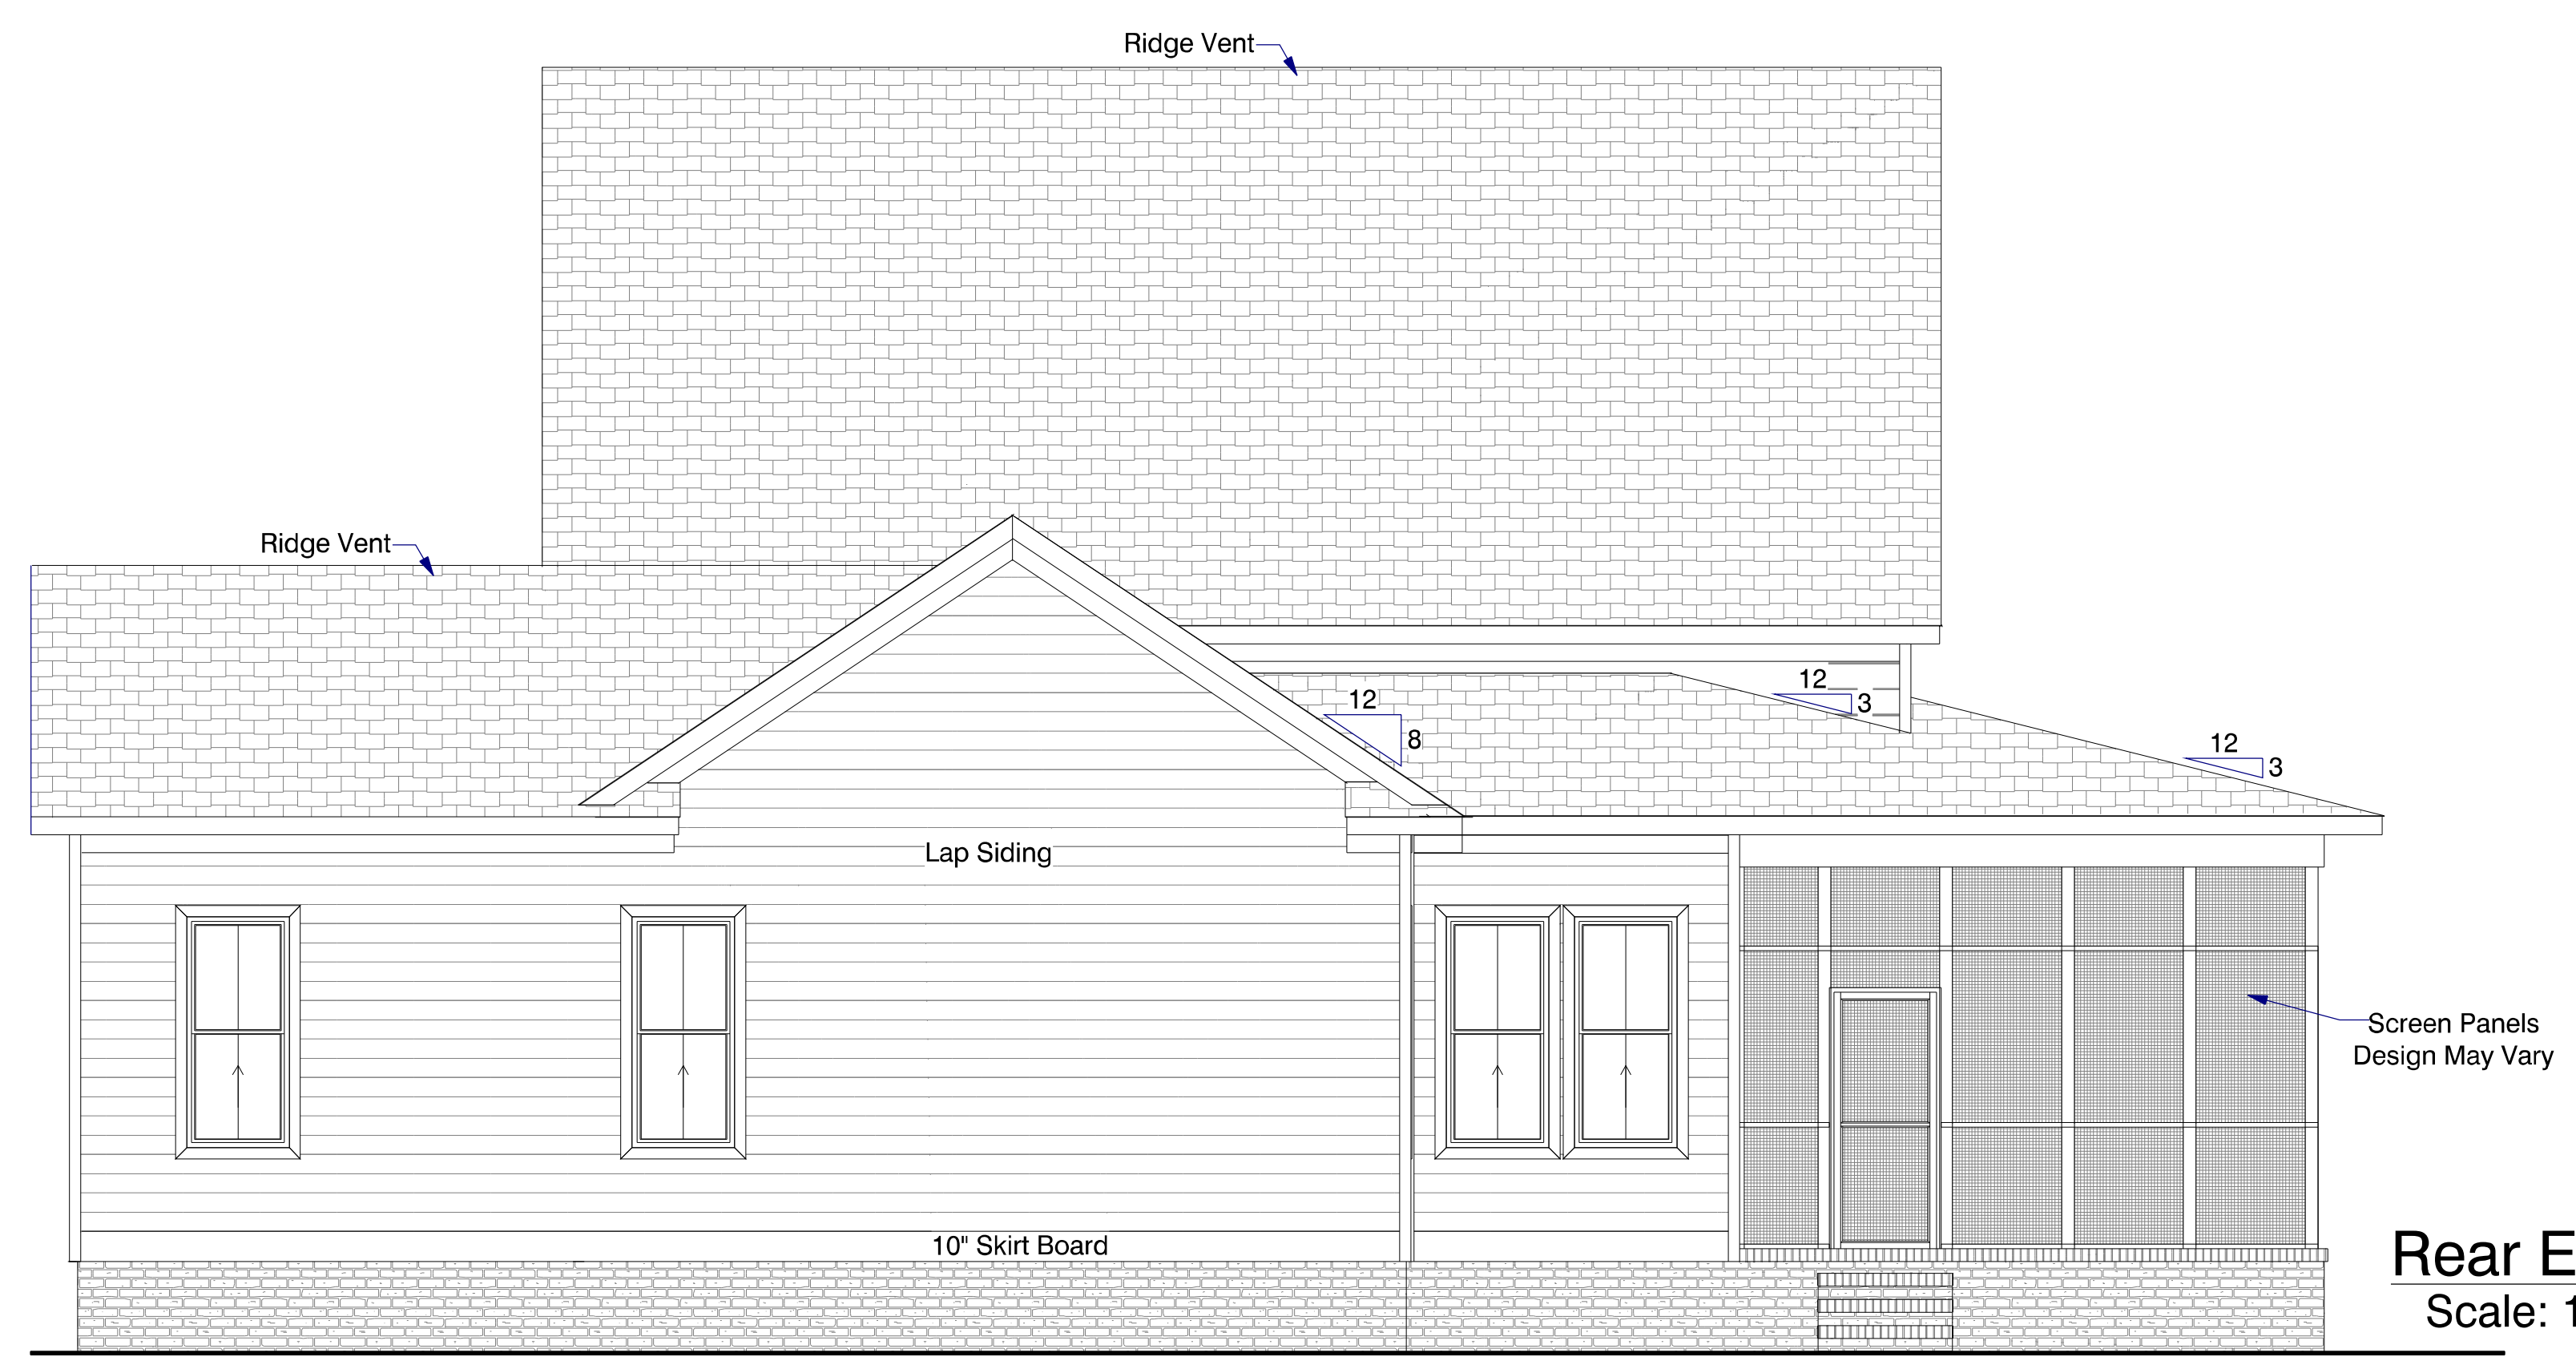 Ridge Vent
Ridge Vent
12
3
12
8
12
3
Lap Siding
Screen Panels
Design May Vary
10" Skirt Board
Rear E
Scale: 1